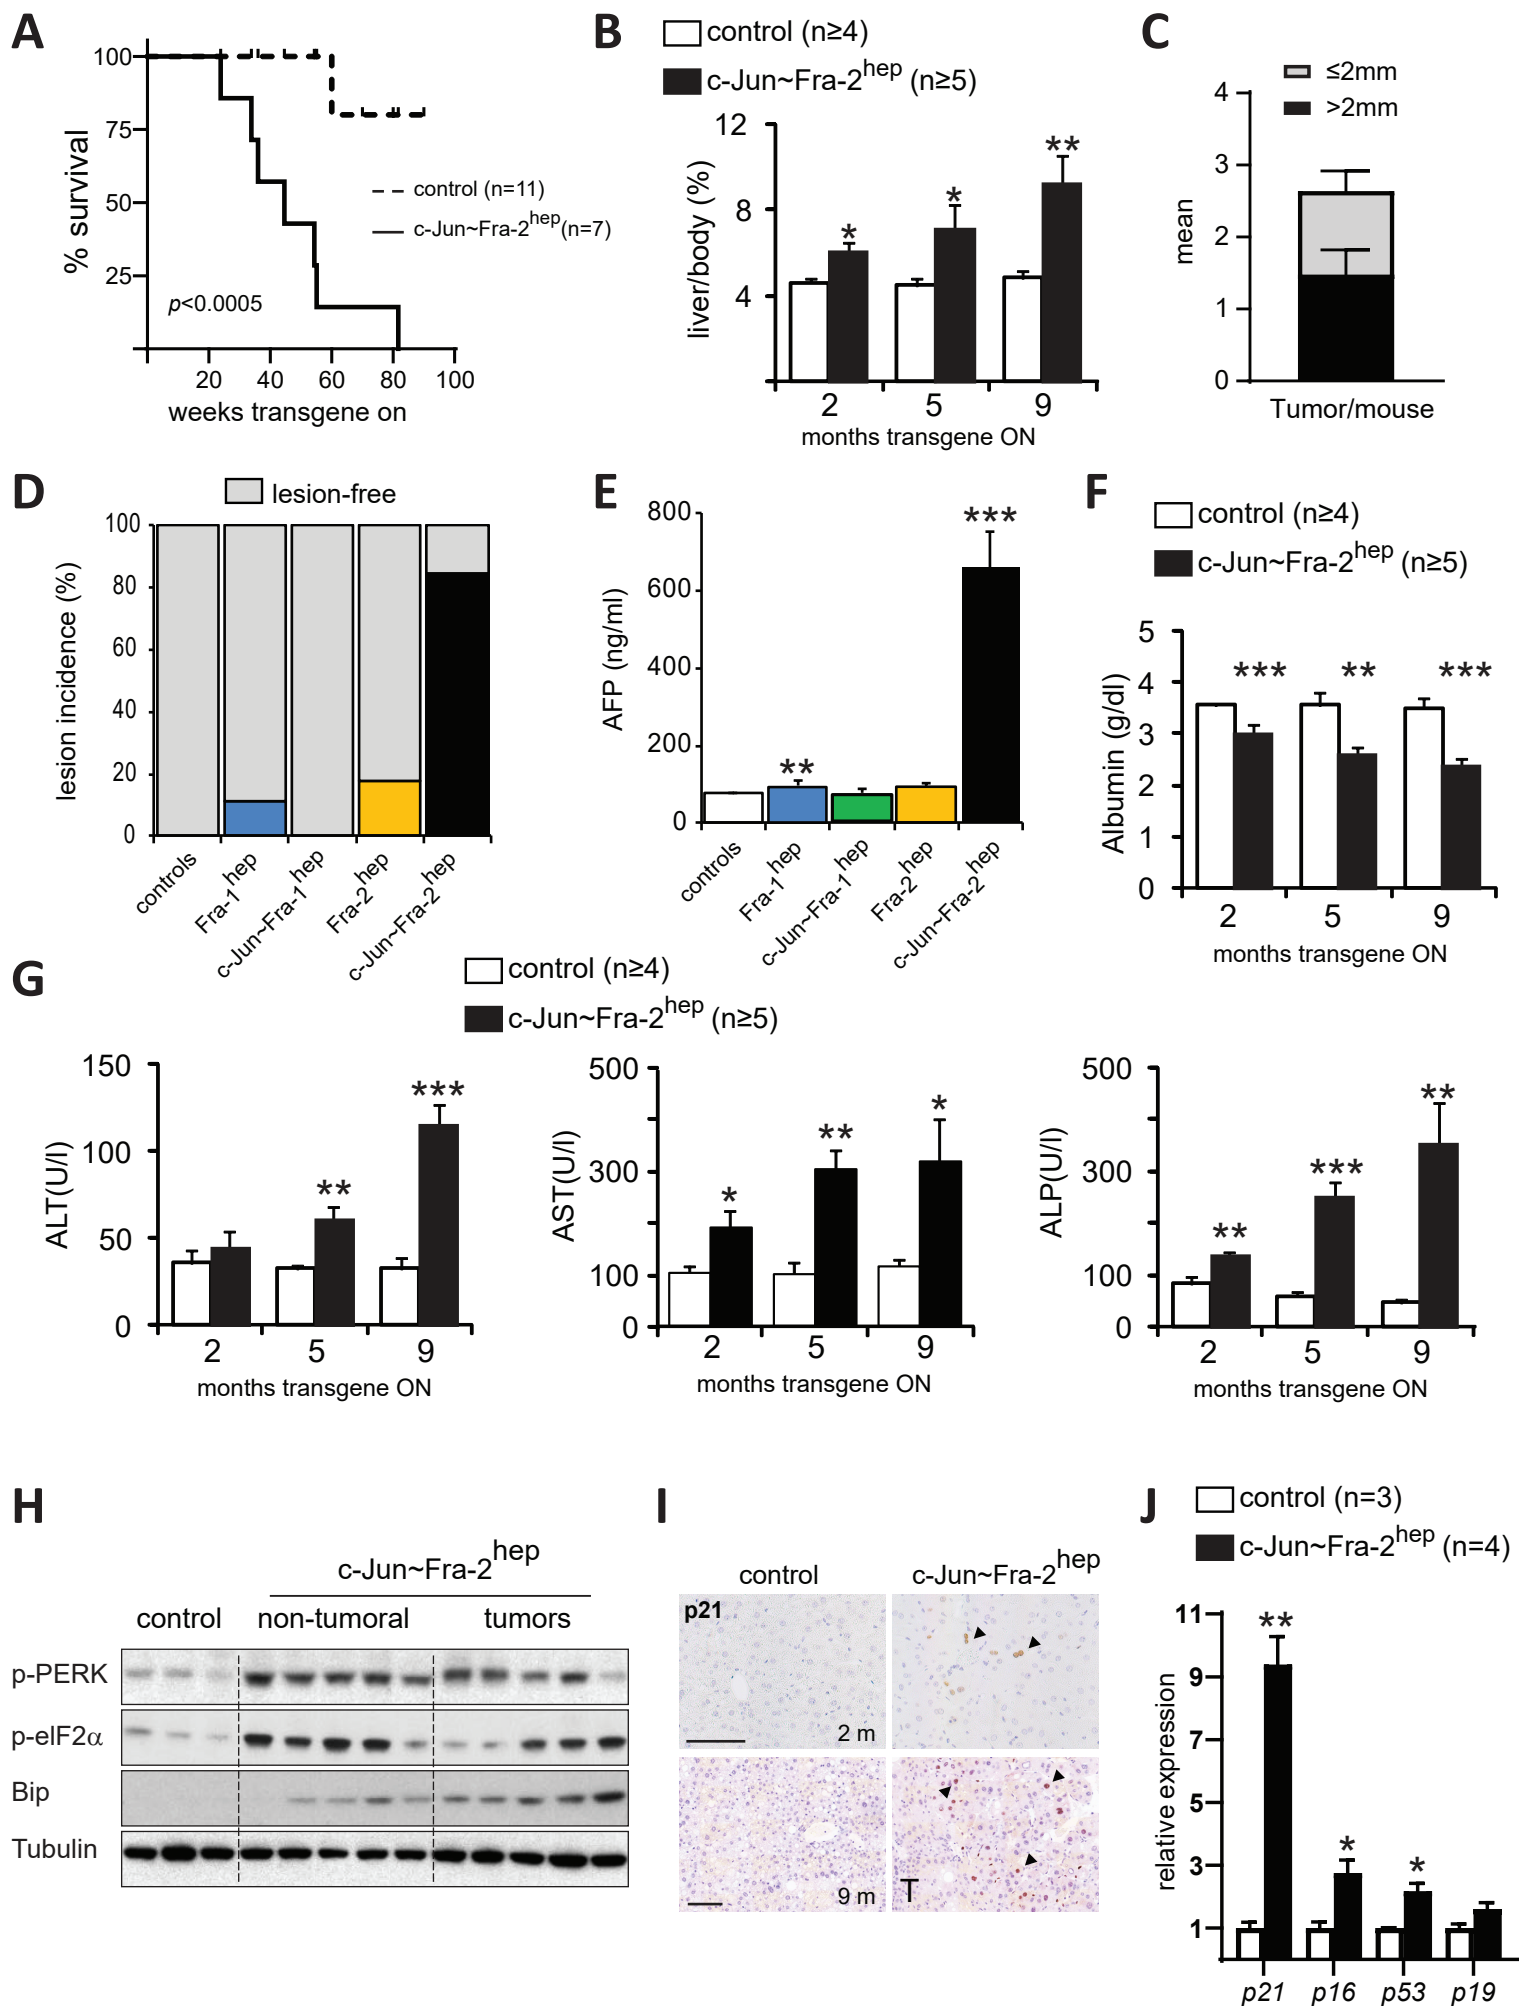 A
100
75
50
25
% survival
control (n=11)
c-Jun~Fra-2hep(n=7)
p<0.0005
20 40 60 80 100
weeks transgene on
B
control (n≥4)
c-Jun~Fra-2hep (n≥5)
12
8
4
liver/body (%)
* * **
2 5 9
months transgene ON
C
≤2mm
>2mm
4
3
2
1
0
mean
Tumor/mouse
D
lesion-free
100
80
60
40
20
0
lesion incidence (%)
controls
Fra-1hep
c-Jun~Fra-1hep
Fra-2hep
c-Jun~Fra-2hep
E
800
600
400
200
0
AFP (ng/ml)
**
***
controls
Fra-1hep
c-Jun~Fra-1hep
Fra-2hep
c-Jun~Fra-2hep
F
control (n≥4)
c-Jun~Fra-2hep (n≥5)
5
4
3
2
1
0
Albumin (g/dl)
*** ** ***
2 5 9
months transgene ON
G
control (n≥4)
c-Jun~Fra-2hep (n≥5)
150
100
50
0
ALT(U/l)
** ***
2 5 9
months transgene ON
500
300
100
0
AST(U/l)
* ** *
2 5 9
months transgene ON
500
300
100
0
ALP(U/l)
** *** **
2 5 9
months transgene ON
H
c-Jun~Fra-2hep
control non-tumoral tumors
p-PERK
p-eIF2α
Bip
Tubulin
I
control c-Jun~Fra-2hep
p21
2 m
9 m
T
J
control (n=3)
c-Jun~Fra-2hep (n=4)
11
9
7
5
3
1
relative expression
** * *
p21 p16 p53 p19